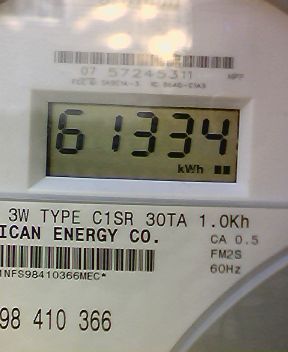 07 57245311
61334
kWh
3W TYPE C1SR 30TA 1.0Kh
ICAN ENERGY CO.
CA 0.5
FM2S
60Hz
1NFS98410366MEC*
98 410 366